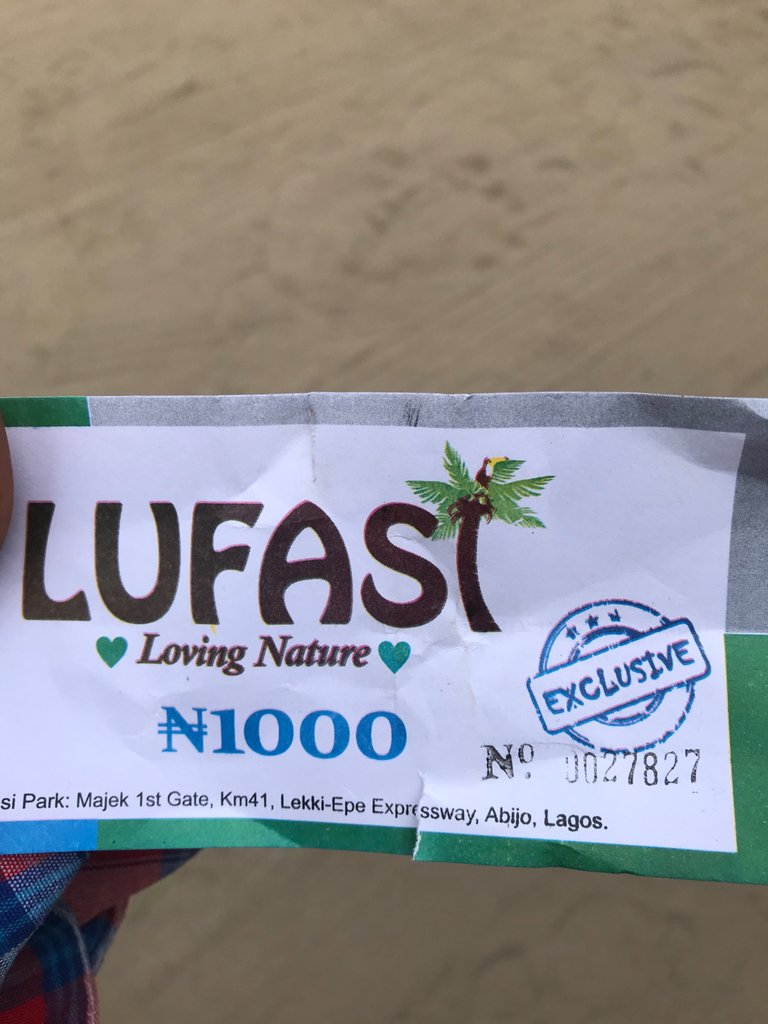 LUFASI
Loving Nature
₦1000
EXCLUSIVE
Nº. 0027827
si Park: Majek 1st Gate, Km41, Lekki-Epe Expressway, Abijo, Lagos.